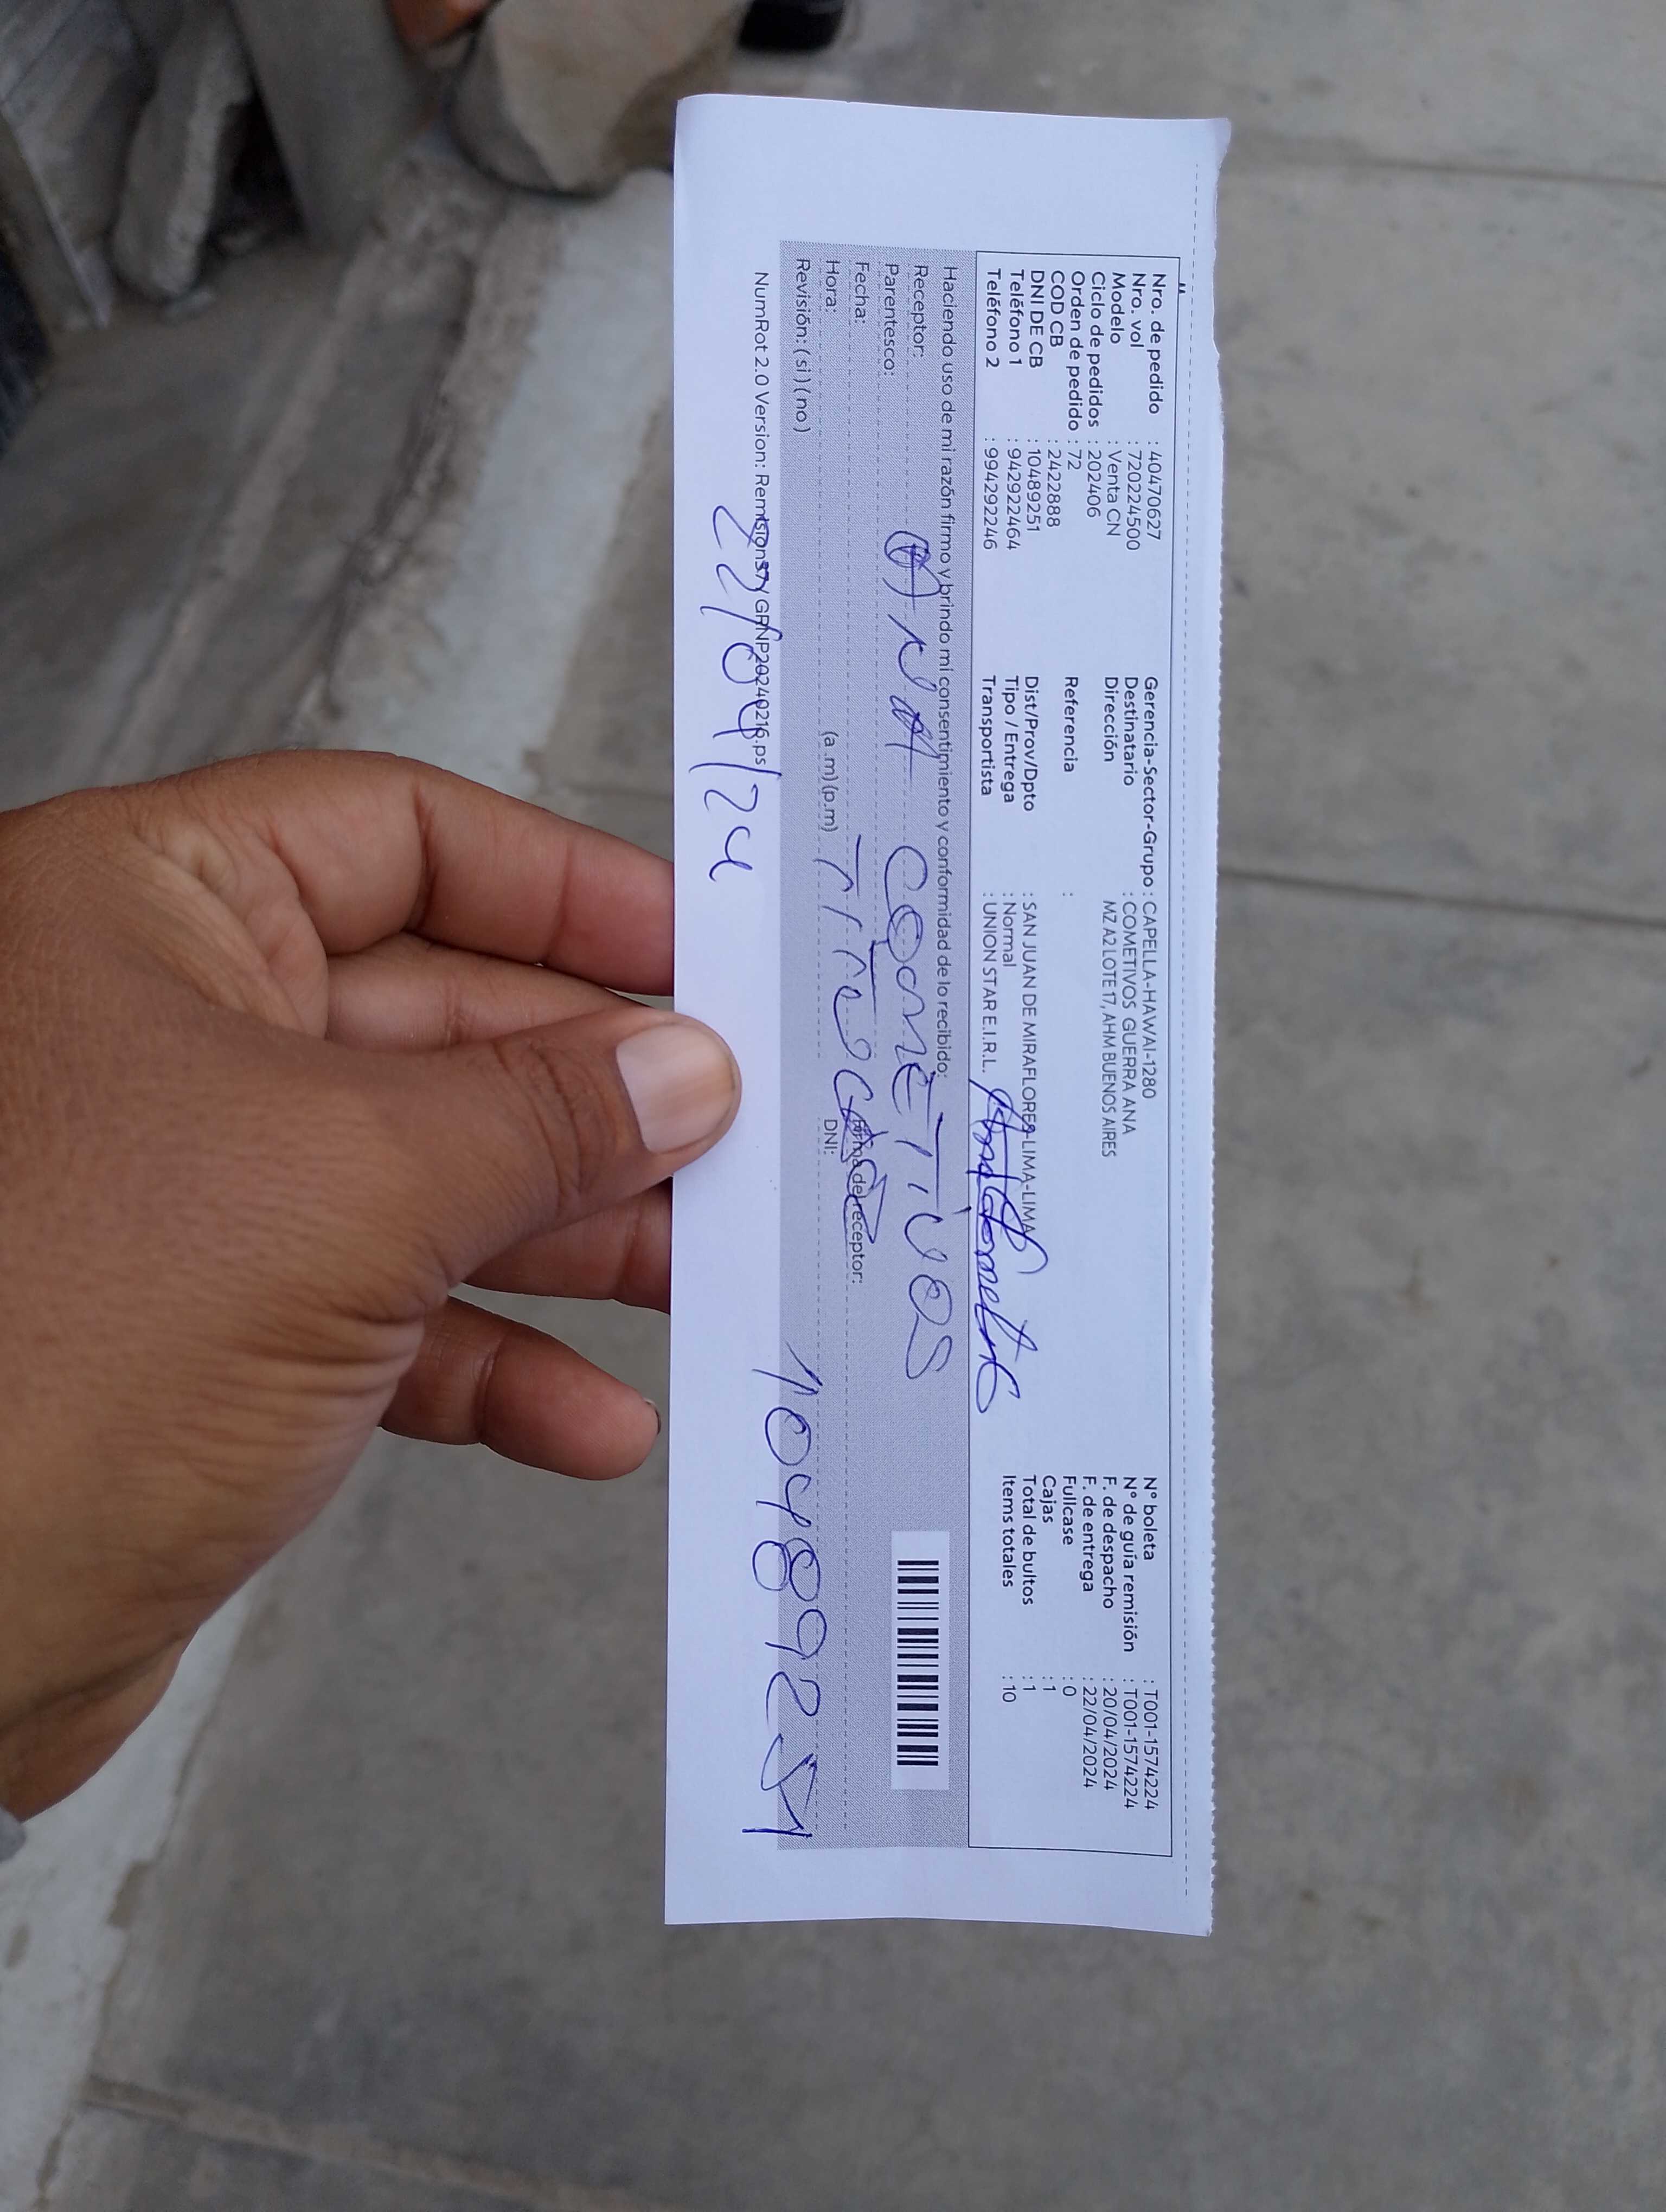 Nro. de pedido : 40470627
Nro. vol : 7202224500
Modelo : Venta CN
Ciclo de pedidos : 202406
Orden de pedido : 72
COD CB : 2422888
DNI DE CB : 10489251
Teléfono 1 : 942922464
Teléfono 2 : 994292246
Gerencia-Sector-Grupo : CAPELLA-HAWAI-1280
Destinatario : COMETIVOS GUERRA ANA
Dirección MZ A2 LOTE 17, AHM BUENOS AIRES
Referencia :
Dist/Prov/Dpto : SAN JUAN DE MIRAFLORES-LIMA-LIMA
Tipo / Entrega : Normal
Transportista : UNION STAR E.I.R.L.
N° boleta : T001-1574224
N° de guía remisión : T001-1574224
F. de despacho : 20/04/2024
F. de entrega : 22/04/2024
Fullcase : 0
Cajas : 1
Total de bultos : 1
Items totales : 10
Haciendo uso de mi razón firmo y brindo mi consentimiento y conformidad de lo recibido:
Receptor: ANA COMETIVOS
Parentesco:
Fecha:
Firma del receptor:
Hora: (a.m)(p.m)
DNI: 10489251
Revisión: (si) (no)
NumRot 2.0 Version: Remision37Y GRNP20240216.ps
22/04/24